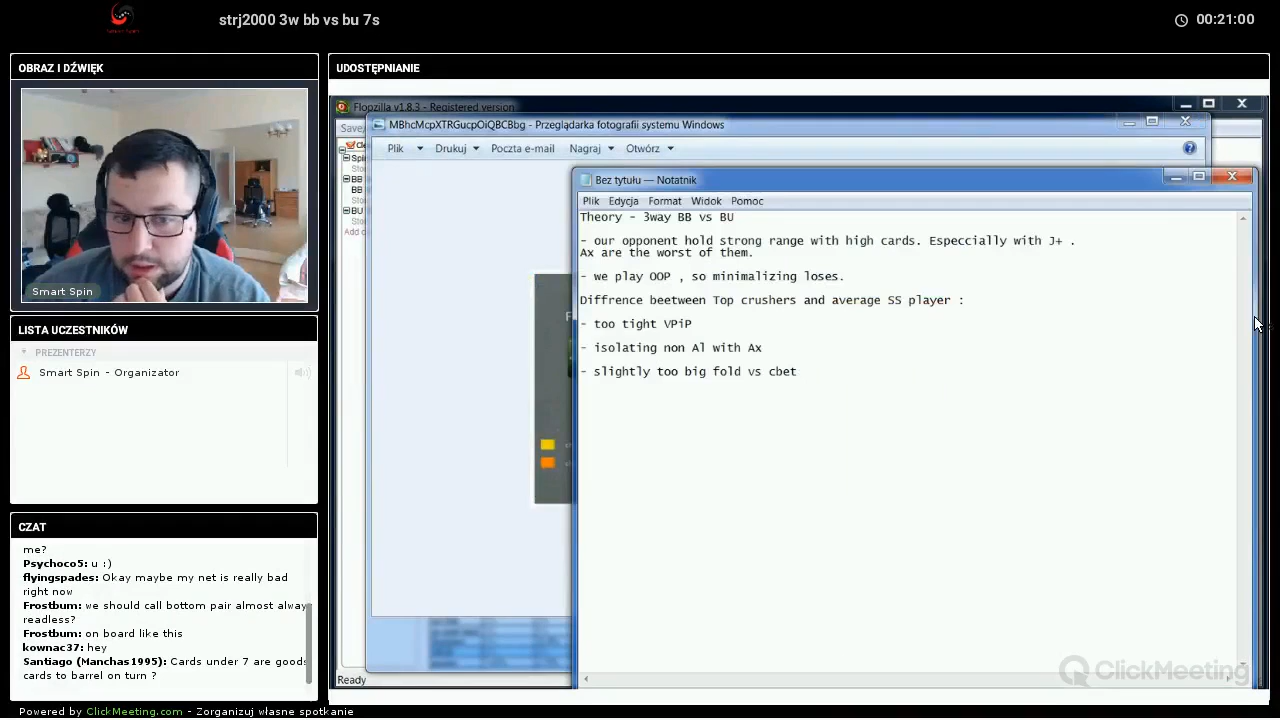 strj2000 3w bb vs bu 7s
00:21:00
OBRAZ I DŹWIĘK
Smart Spin
LISTA UCZESTNIKÓW
PREZENTERZY
Smart Spin - Organizator
CZAT
me?
Psychoco5: u :)
flyingspades: Okay maybe my net is really bad
right now
Frostbum: we should call bottom pair almost alway
readless?
Frostbum: on board like this
kownac37: hey
Santiago (Manchas1995): Cards under 7 are goods
cards to barrel on turn ?
UDOSTĘPNIANIE
Flopzilla v1.8.3 - Registered version
Save
MBhcMcpXTRGucpOiQBCBbg - Przeglądarka fotografii systemu Windows
Plik Drukuj Poczta e-mail Nagraj Otwórz
Spi
BB
BB
BU
Bez tytułu — Notatnik
Plik Edycja Format Widok Pomoc
Theory - 3way BB vs BU
- our opponent hold strong range with high cards. Especcially with J+ .
Ax are the worst of them.
- we play OOP , so minimalizing loses.
Diffrence beetween Top crushers and average SS player :
- too tight VPiP
- isolating non Al with Ax
- slightly too big fold vs cbet
Ready
ClickMeeting
Powered by ClickMeeting.com - Zorganizuj własne spotkanie